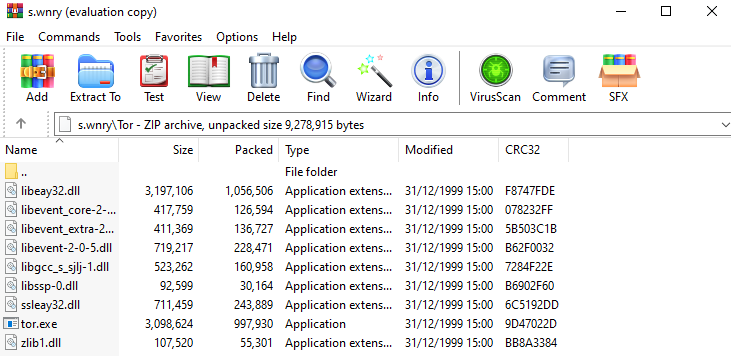 s.wnry (evaluation copy)
File Commands Tools Favorites Options Help
Add Extract To Test View Delete Find Wizard Info VirusScan Comment SFX
s.wnry\Tor - ZIP archive, unpacked size 9,278,915 bytes
Name Size Packed Type Modified CRC32
.. File folder
libeay32.dll 3,197,106 1,056,506 Application extens... 31/12/1999 15:00 F8747FDE
libevent_core-2-... 417,759 126,594 Application extens... 31/12/1999 15:00 078232FF
libevent_extra-2... 411,369 136,727 Application extens... 31/12/1999 15:00 5B503C1B
libevent-2-0-5.dll 719,217 228,471 Application extens... 31/12/1999 15:00 B62F0032
libgcc_s_sjlj-1.dll 523,262 160,958 Application extens... 31/12/1999 15:00 7284F22E
libssp-0.dll 92,599 30,164 Application extens... 31/12/1999 15:00 B6902F60
ssleay32.dll 711,459 243,889 Application extens... 31/12/1999 15:00 6C5192DD
tor.exe 3,098,624 997,930 Application 31/12/1999 15:00 9D47022D
zlib1.dll 107,520 55,301 Application extens... 31/12/1999 15:00 BB8A3384